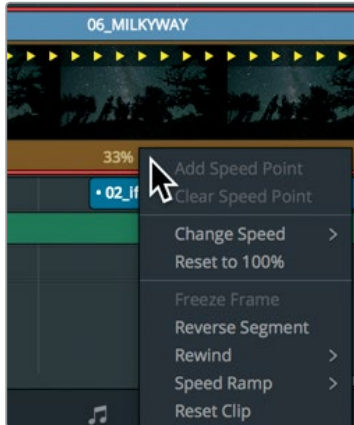 06_MILKYWAY
33%
Add Speed Point
• 02_if
Clear Speed Point
Change Speed >
Reset to 100%
Freeze Frame
Reverse Segment
Rewind >
Speed Ramp >
Reset Clip